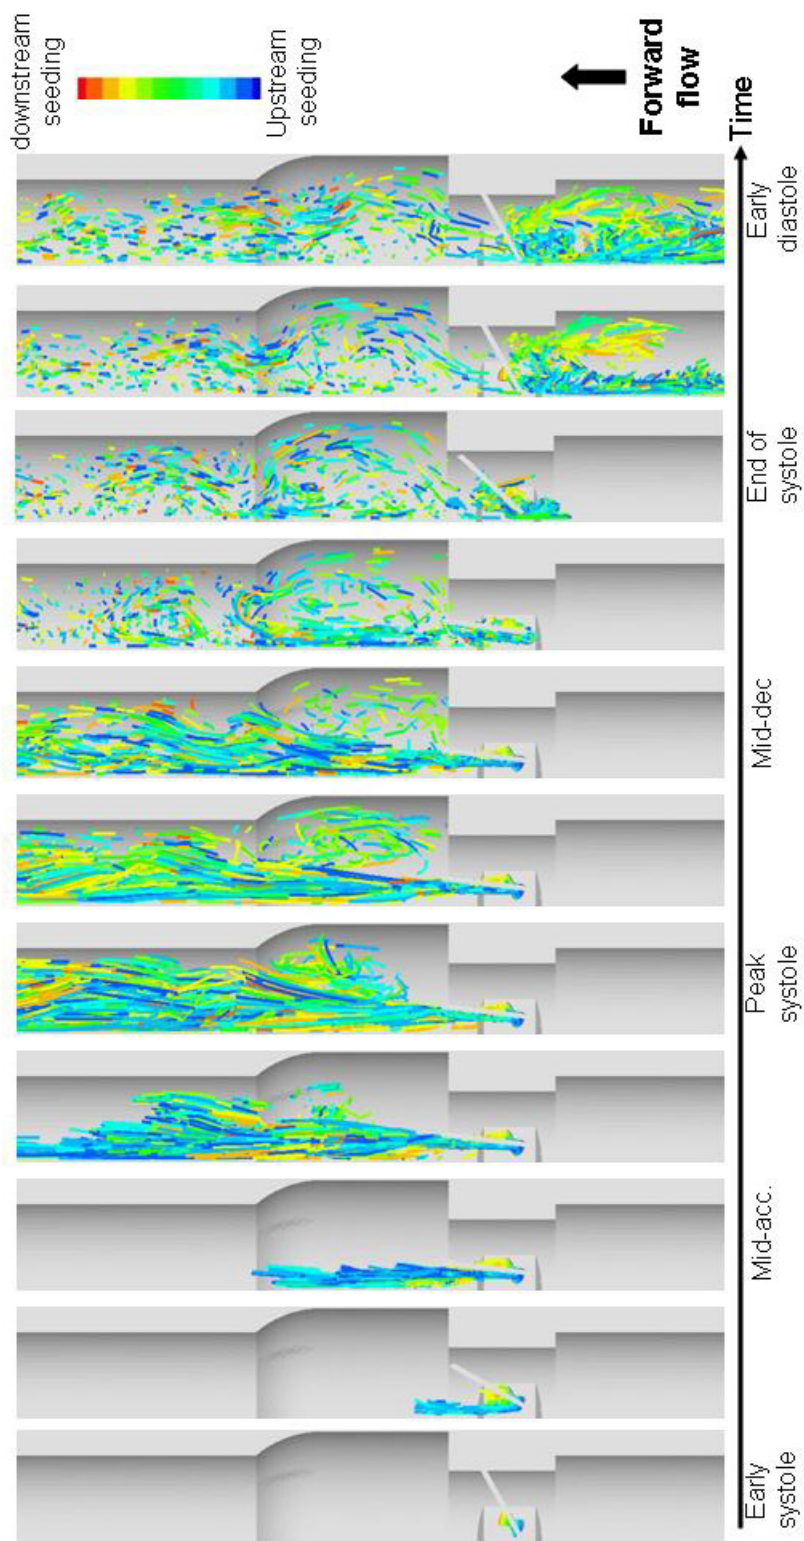 downstream
seeding
Upstream
seeding
Forward
flow
Time
Early
systole
Mid-acc.
Peak
systole
Mid-dec
End of
systole
Early
diastole